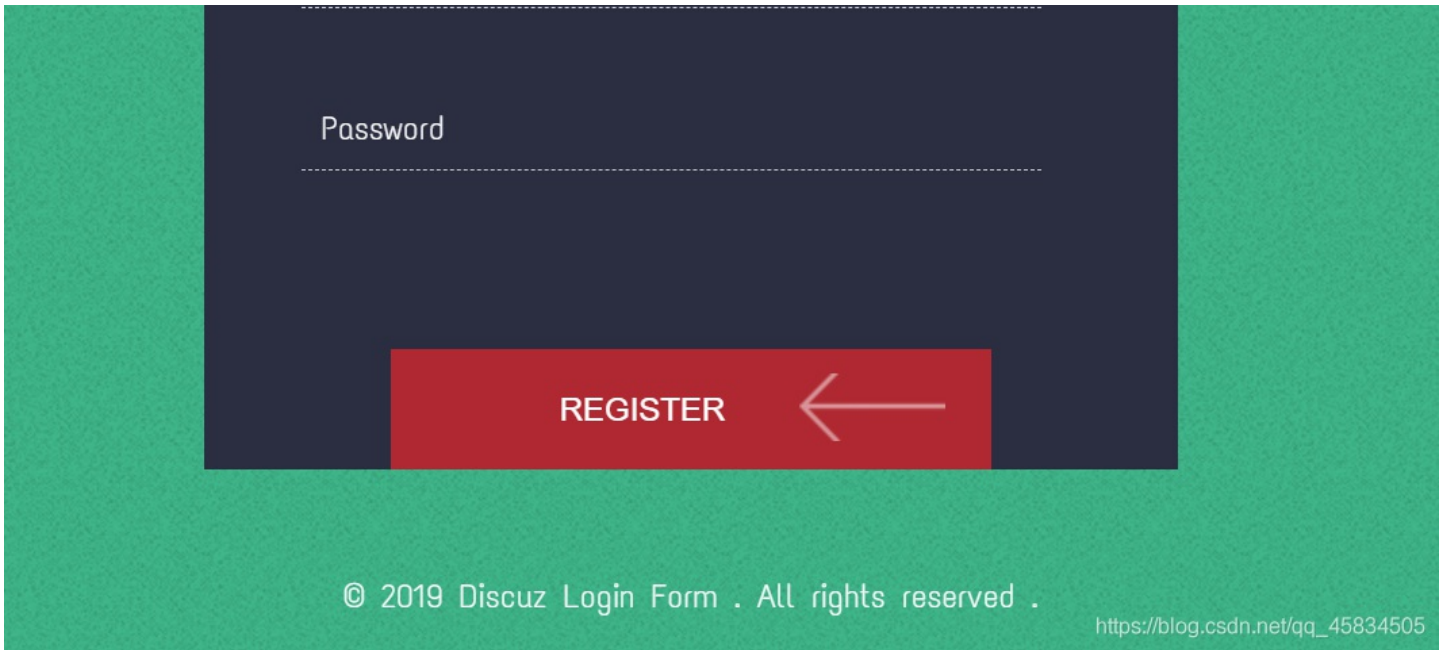 Password
REGISTER
© 2019 Discuz Login Form . All rights reserved .
https://blog.csdn.net/qq_45834505